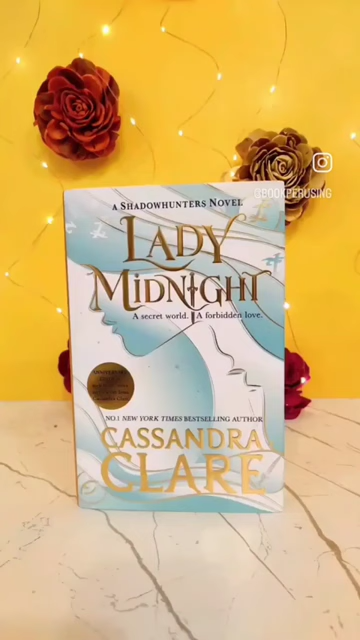 @BOOKPERUSING
A SHADOWHUNTERS NOVEL
LADY
MIDNIGHT
A secret world. A forbidden love.
NO.1 NEW YORK TIMES BESTSELLING AUTHOR
CASSANDRA
CLARE